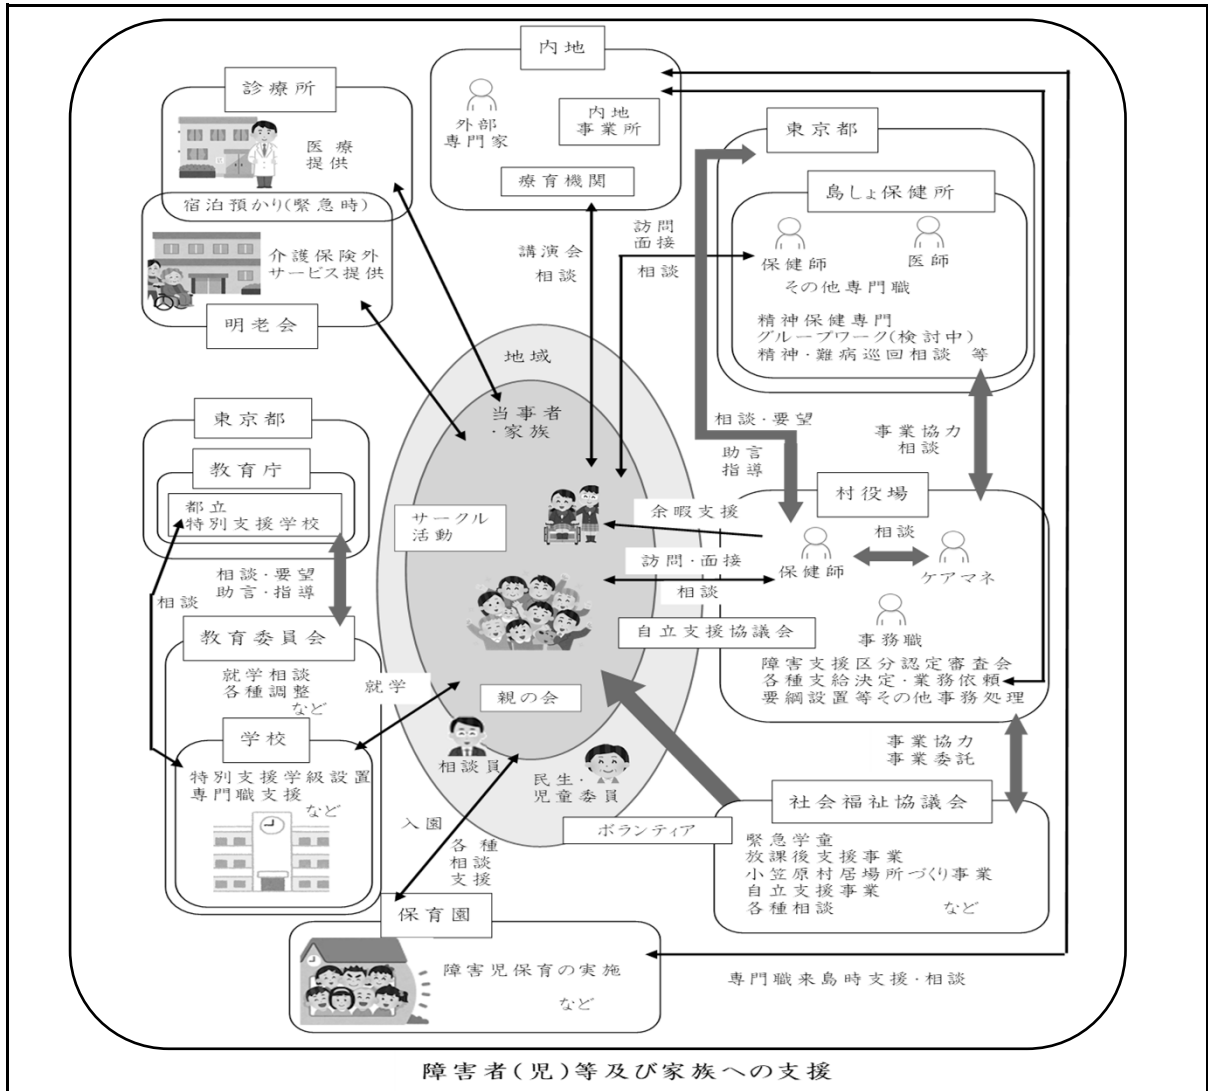 内地
外部
専門家
内地
事業所
療育機関
診療所
医療
提供
宿泊預かり(緊急時)
介護保険外
サービス提供
明老会
東京都
島しょ保健所
保健師
医師
その他専門職
精神保健専門
グループワーク(検討中)
精神・難病巡回相談 等
講演会
相談
訪問
面接
相談
地域
当事者
・家族
サークル
活動
親の会
相談員
民生・
児童委員
ボランティア
自立支援協議会
東京都
教育庁
都立
特別支援学校
相談・要望
助言・指導
相談
教育委員会
就学相談
各種調整
など
就学
学校
特別支援学級設置
専門職支援
など
相談・要望
助言
指導
事業協力
相談
村役場
余暇支援
訪問・面接
相談
保健師
相談
ケアマネ
事務職
障害支援区分認定審査会
各種支給決定・業務依頼
要綱設置等その他事務処理
事業協力
事業委託
社会福祉協議会
緊急学童
放課後支援事業
小笠原村居場所づくり事業
自立支援事業
各種相談 など
入園
各種
相談
支援
保育園
障害児保育の実施
など
専門職来島時支援・相談
障害者(児)等及び家族への支援